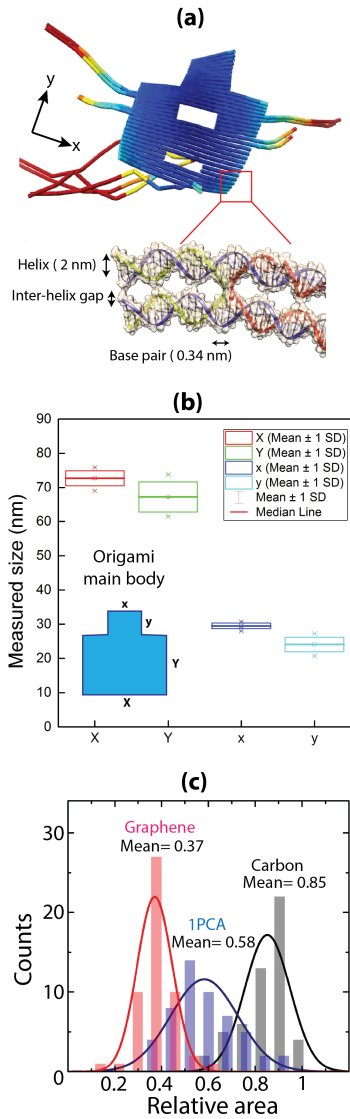 (a)
y
x
Helix ( 2 nm)
Inter-helix gap
Base pair ( 0.34 nm)
(b)
90
80
70
60
50
40
30
20
10
0
Measured size (nm)
X (Mean ± 1 SD)
Y (Mean ± 1 SD)
x (Mean ± 1 SD)
y (Mean ± 1 SD)
Mean ± 1 SD
Median Line
Origami
main body
x
y
Y
X
X Y x y
(c)
30
20
10
0
Counts
Graphene
Mean= 0.37
1PCA
Mean= 0.58
Carbon
Mean= 0.85
0.2 0.4 0.6 0.8 1
Relative area